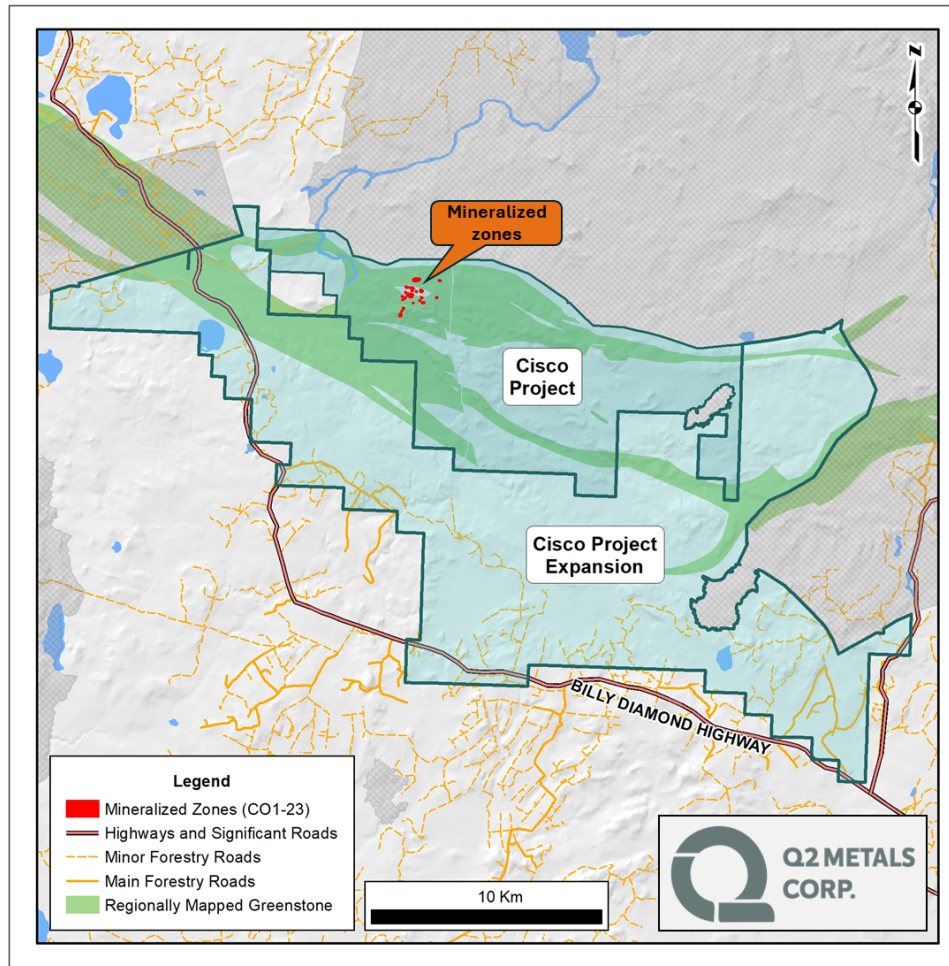 Z
Mineralized
zones
Cisco
Project
Cisco Project
Expansion
BILLY DIAMOND HIGHWAY
Legend
Mineralized Zones (CO1-23)
Highways and Significant Roads
Minor Forestry Roads
Main Forestry Roads
Regionally Mapped Greenstone
10 Km
Q2 METALS
CORP.